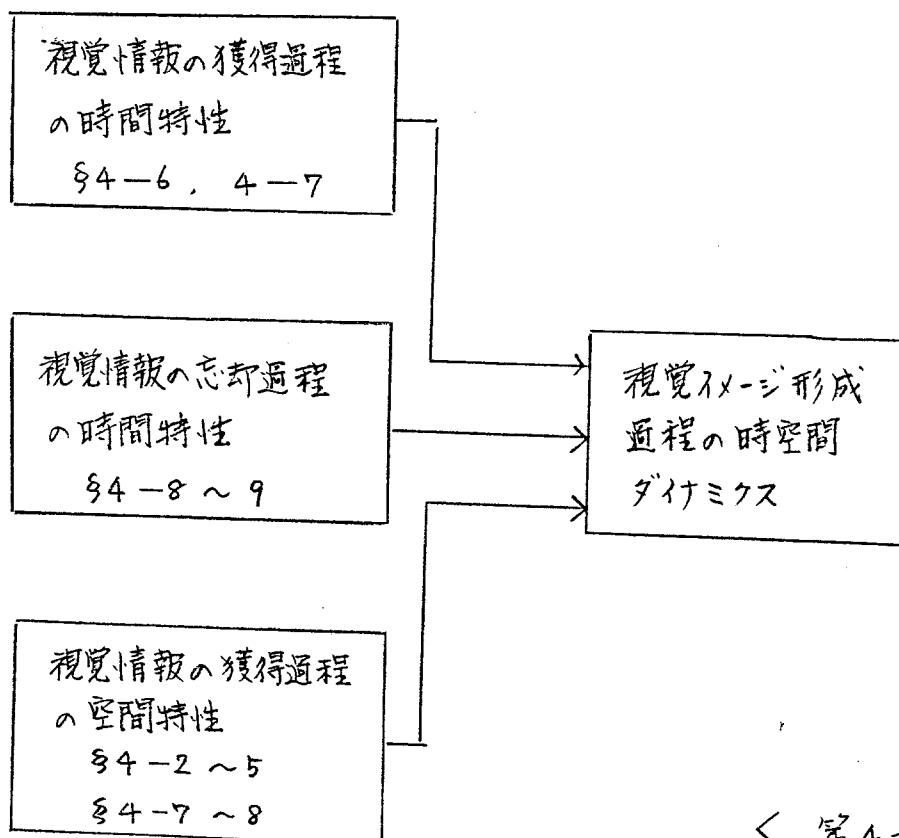 視覚情報の獲得過程
の時間特性
§4—6, 4—7
視覚情報の忘却過程
の時間特性
§4—8～9
視覚情報の獲得過程
の空間特性
§4-2～5
§4-7～8
視覚イメージ形成
過程の時空間
ダイナミクス
<第4